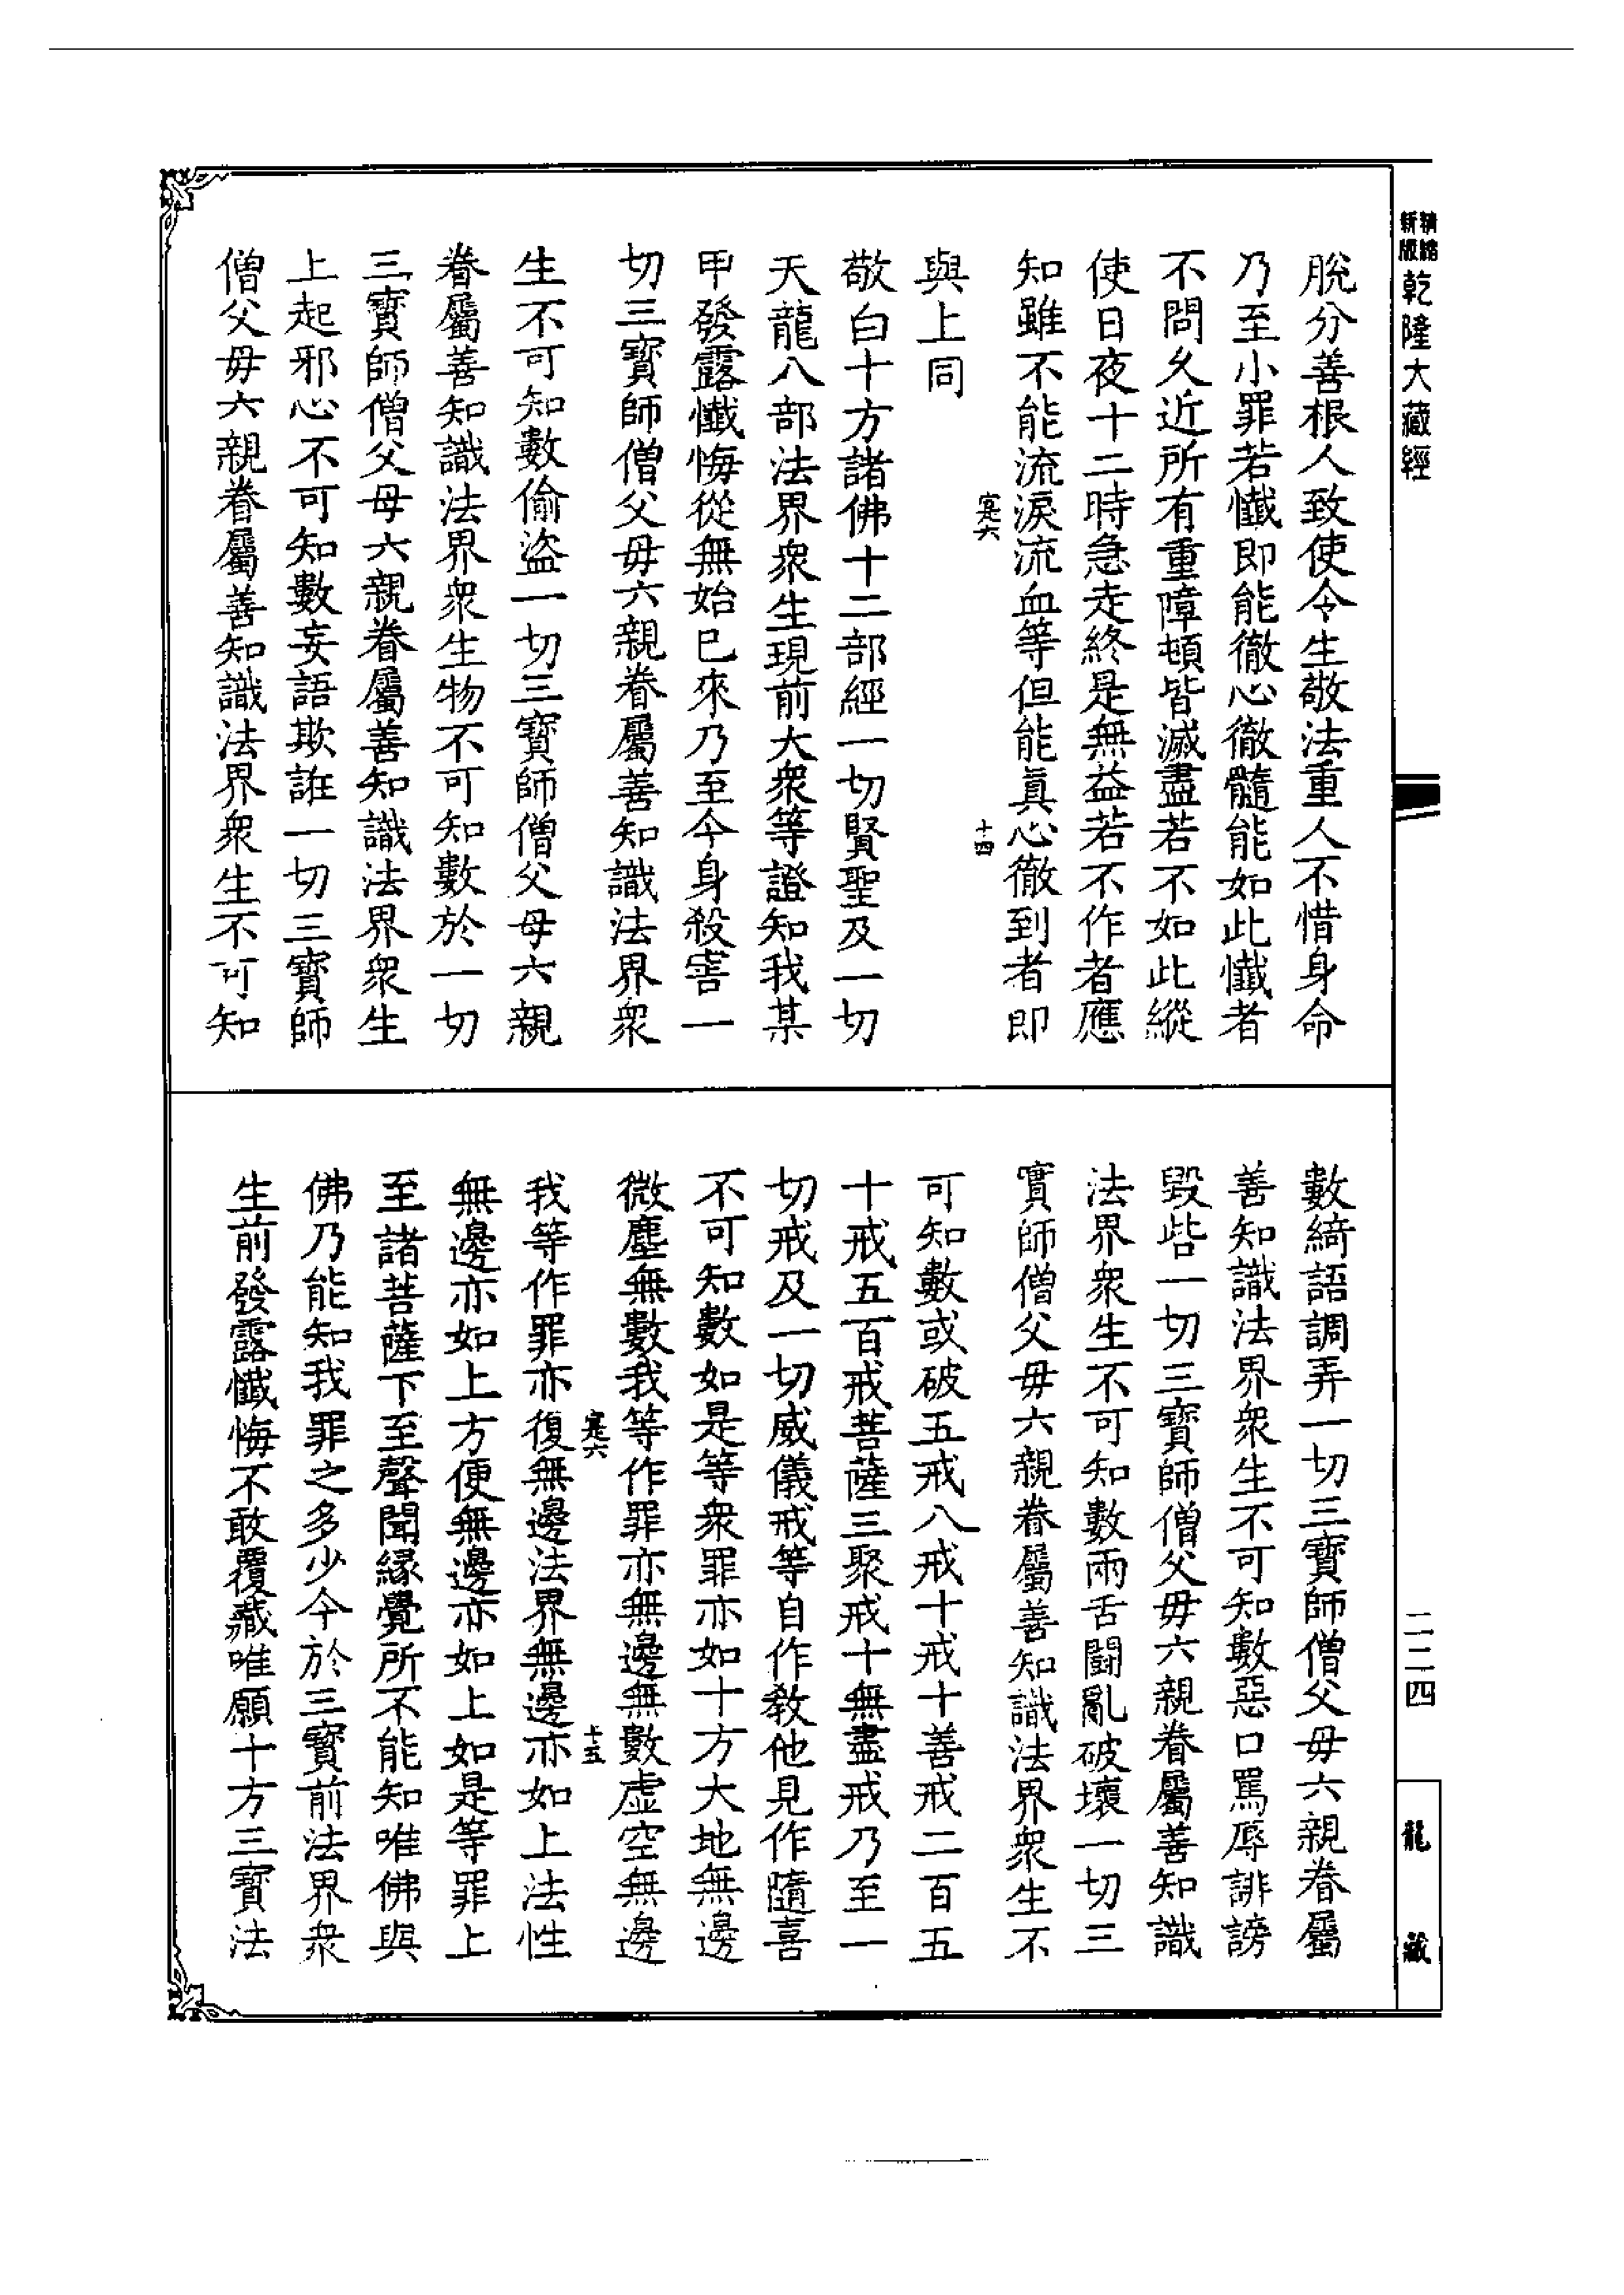 精縮新版乾隆大藏經
脫分善根人致使令生敬法重人不惜身命
乃至小罪若懺即能徹心徹髓能如此懺者
不問久近所有重障頓皆滅盡若不如此縱
使日夜十二時急走終是無益若不作者應
知雖不能流淚流血等但能真心徹到者即
寔六
十四
與上同
敬白十方諸佛十二部經一切賢聖及一切
天龍八部法界眾生現前大眾等證知我某
甲發露懺悔從無始已來乃至今身殺害一
切三寶師僧父母六親眷屬善知識法界眾
生不可知數偷盜一切三寶師僧父母六親
眷屬善知識法界眾生物不可知數於一切
三寶師僧父母六親眷屬善知識法界眾生
上起邪心不可知數妄語欺誑一切三寶師
僧父母六親眷屬善知識法界眾生不可知
數綺語調弄一切三寶師僧父母六親眷屬
善知識法界眾生不可知數惡口罵辱誹謗
毀呰一切三寶師僧父母六親眷屬善知識
法界眾生不可知數兩舌鬪亂破壞一切三
寶師僧父母六親眷屬善知識法界眾生不
可知數或破五戒八戒十戒十善戒二百五
十戒五百戒菩薩三聚戒十無盡戒乃至一
切戒及一切威儀戒等自作教他見作隨喜
不可知數如是等眾罪亦如十方大地無邊
微塵無數我等作罪亦無邊無數虛空無邊
寔六
十五
我等作罪亦復無邊法界無邊亦如上法性
無邊亦如上方便無邊亦如上如是等罪上
至諸菩薩下至聲聞緣覺所不能知唯佛與
佛乃能知我罪之多少今於三寶前法界眾
生前發露懺悔不敢覆藏唯願十方三寶法
二二四
龍藏